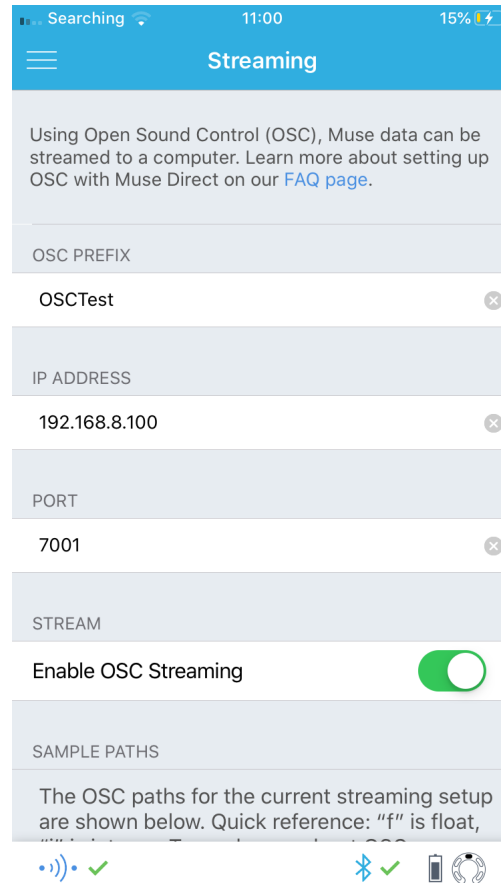 Searching 11:00 15%
Streaming
Using Open Sound Control (OSC), Muse data can be
streamed to a computer. Learn more about setting up
OSC with Muse Direct on our FAQ page.
OSC PREFIX
OSCTest
IP ADDRESS
192.168.8.100
PORT
7001
STREAM
Enable OSC Streaming
SAMPLE PATHS
The OSC paths for the current streaming setup
are shown below. Quick reference: “f” is float,